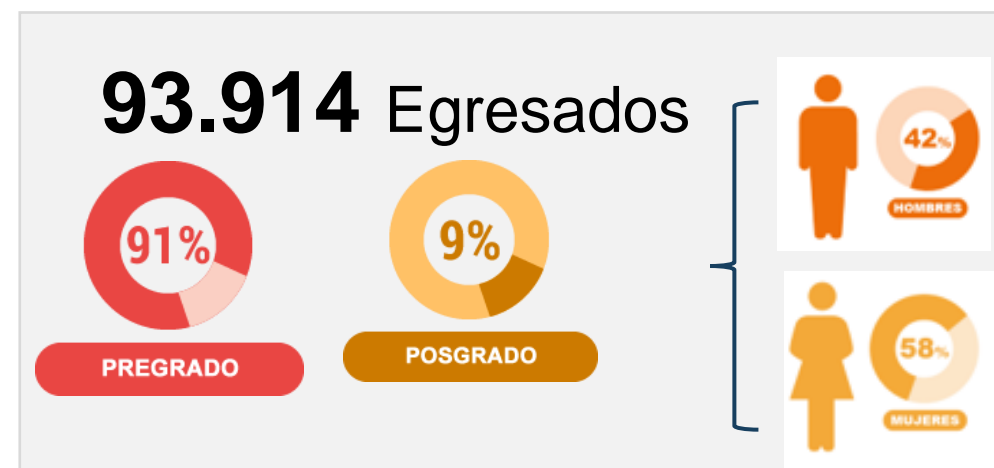 93.914 Egresados
91%
PREGRADO
9%
POSGRADO
42%
HOMBRES
58%
MUJERES